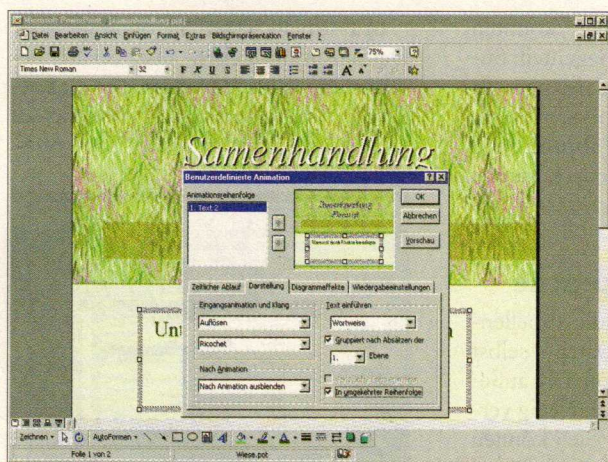 Microsoft PowerPoint - [samenhandlung.ppt]
Datei Bearbeiten Ansicht Einfügen Format Extras Bildschirmpräsentation Fenster ?
75%
Times New Roman 32 F K U S
Samenhandlung
Benutzerdefinierte Animation
Animationsreihenfolge
1. Text 2
OK
Abbrechen
Vorschau
Zeitlicher Ablauf Darstellung Diagrammeffekte Wiedergabeeinstellungen
Eingangsanimation und Klang
Text einführen
Auflösen
Wortweise
Ricochet
Gruppiert nach Absätzen der
1. Ebene
Nach Animation
Nach Animation ausblenden
In umgekehrter Reihenfolge
Zeichnen AutoFormen
Folie 1 von 2 Wiese.pot